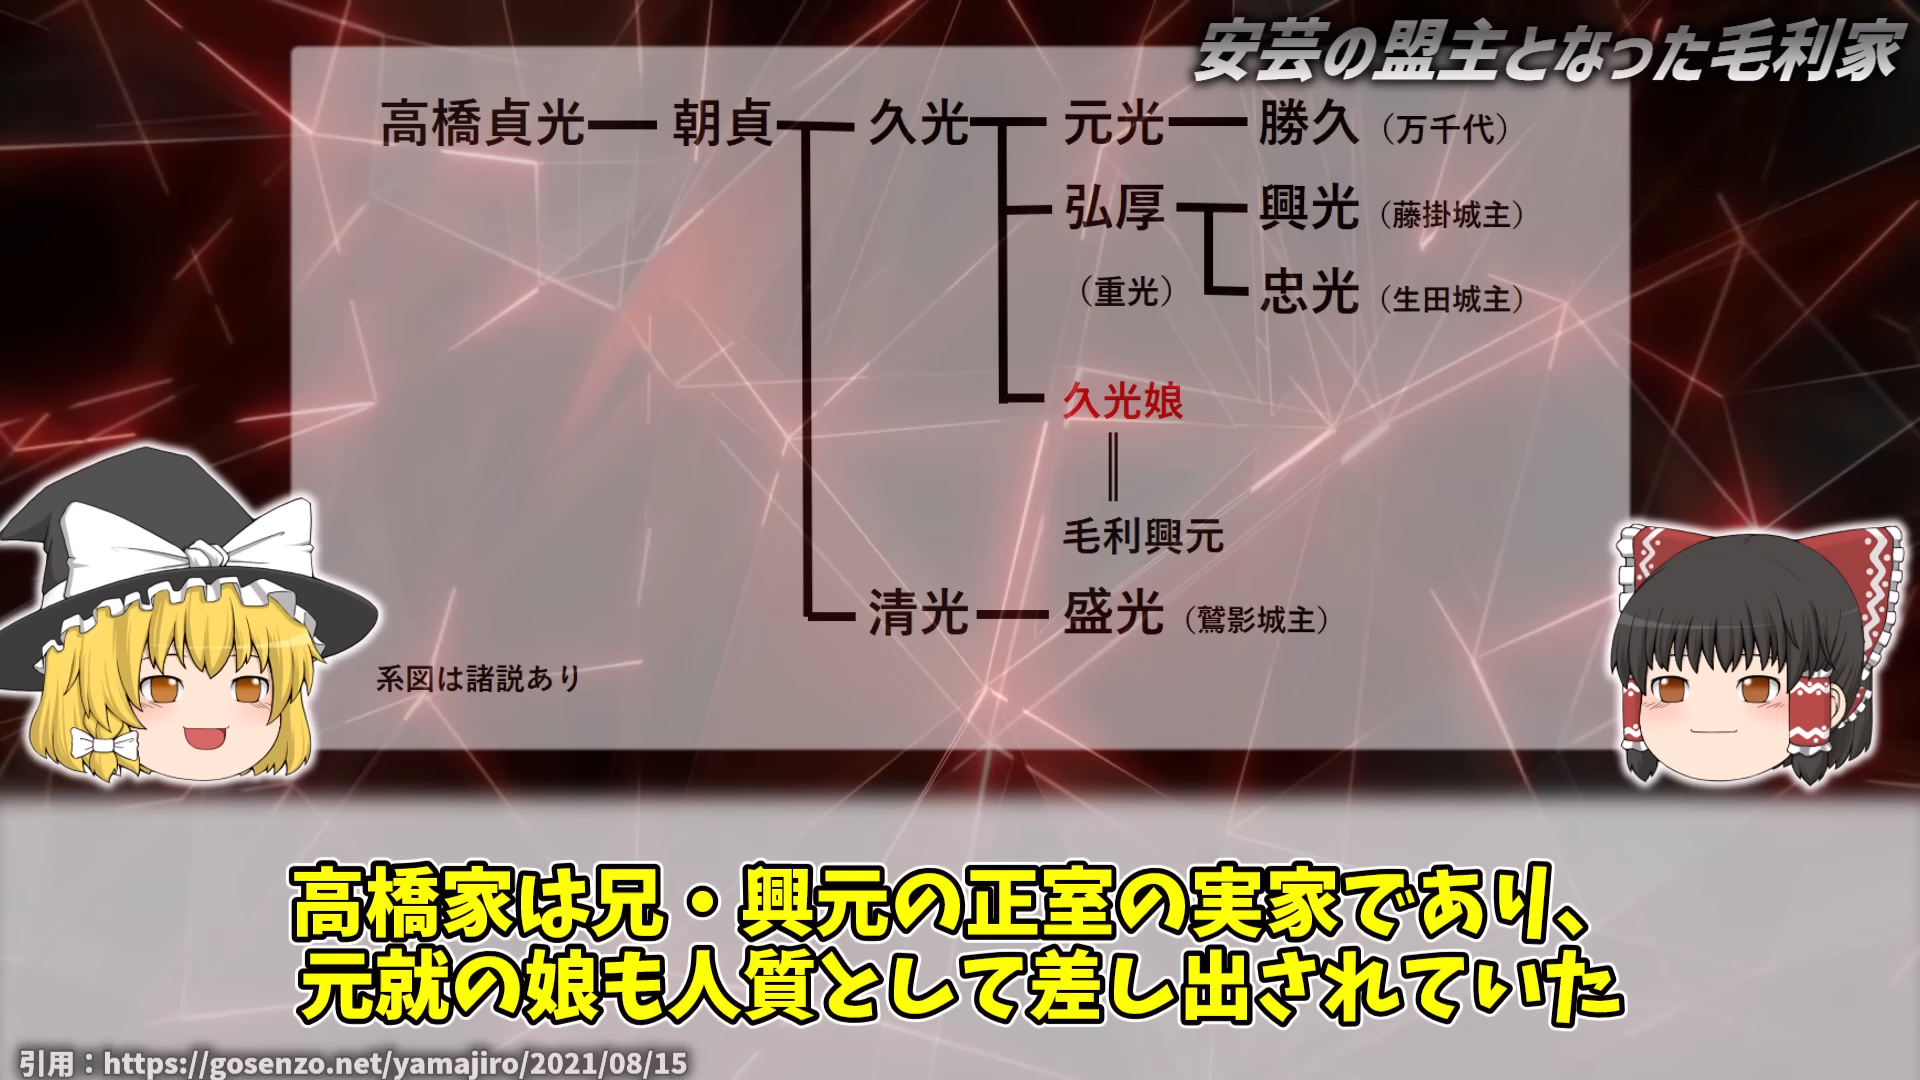 安芸の盟主となった毛利家
高橋貞光 朝貞 久光 元光 勝久 (万千代)
弘厚 興光 (藤掛城主)
(重光) 忠光 (生田城主)
久光娘
毛利興元
清光 盛光 (鷲影城主)
系図は諸説あり
高橋家は兄・興元の正室の実家であり、
元就の娘も人質として差し出されていた
引用：https://gosenzo.net/yamajiro/2021/08/15